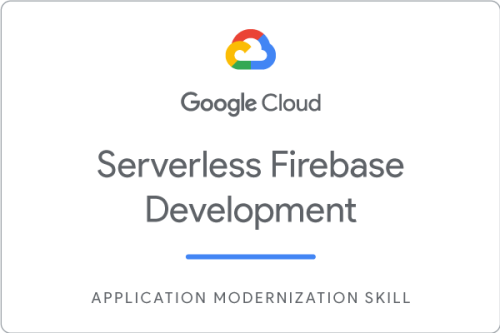 Google Cloud
Serverless Firebase
Development
APPLICATION MODERNIZATION SKILL